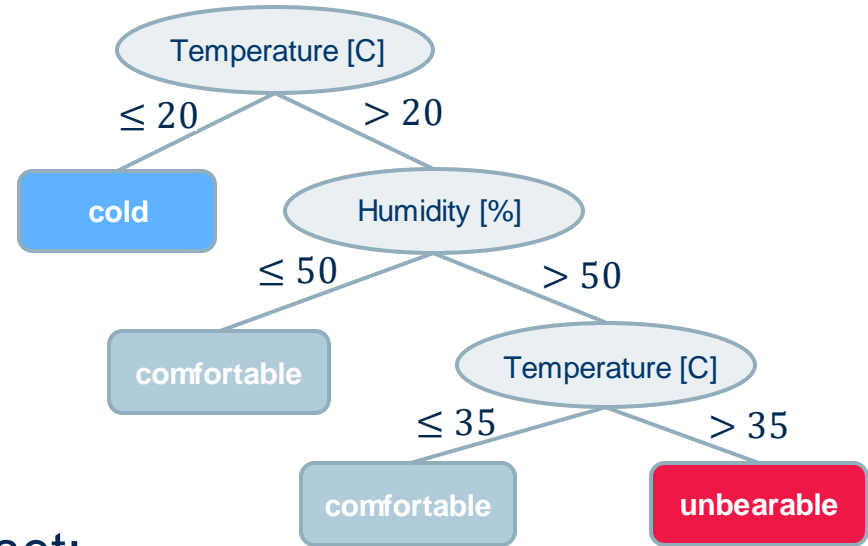 Temperature [C]
≤ 20
> 20
cold
Humidity [%]
≤ 50
> 50
comfortable
Temperature [C]
≤ 35
> 35
comfortable
unbearable